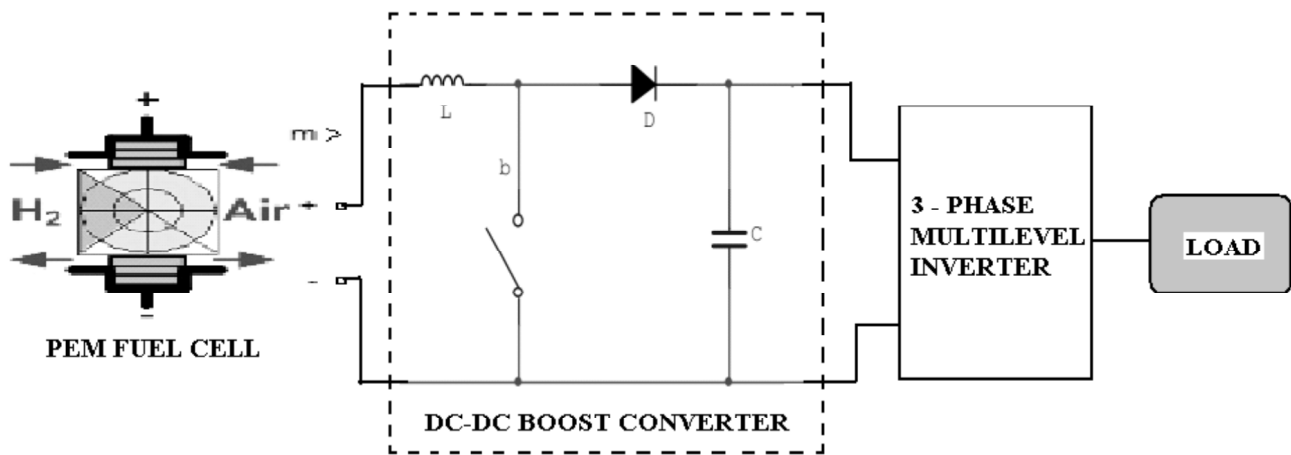 +
m >
L
D
b
H2
Air
+
C
3 - PHASE
MULTILEVEL
INVERTER
LOAD
-
-
PEM FUEL CELL
DC-DC BOOST CONVERTER